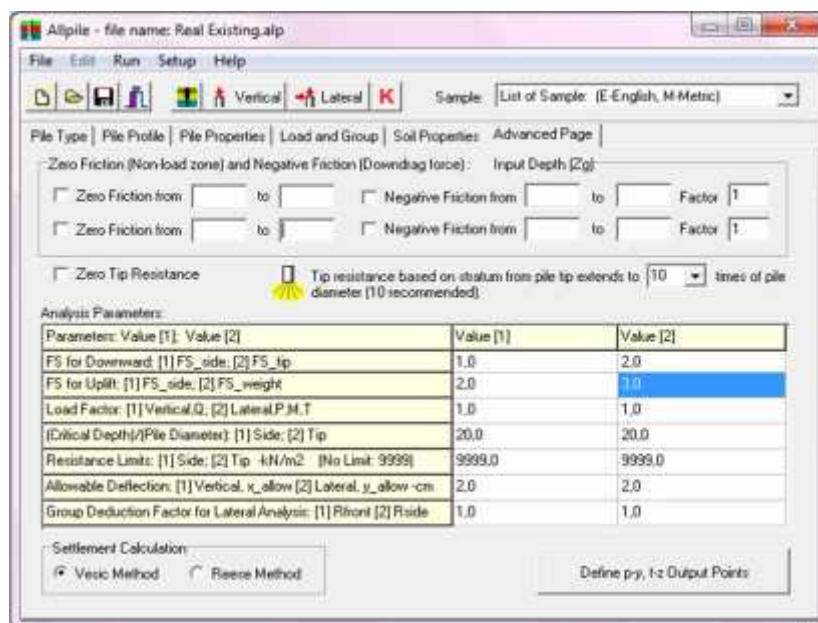 Allpile - file name: Real Existing.alp
File Edit Run Setup Help
Vertical Lateral K Sample: List of Sample: (E-English, M-Metric)
Pile Type Pile Profile Pile Properties Load and Group Soil Properties Advanced Page
Zero Friction (Non-load zone) and Negative Friction (Downdrag force) : Input Depth (Zg)
Zero Friction from to Negative Friction from to Factor 1
Zero Friction from to Negative Friction from to Factor 1
Zero Tip Resistance Tip resistance based on stratum from pile tip extends to 10 times of pile
diameter (10 recommended)
Analysis Parameters:
Parameters: Value [1]; Value [2] Value [1] Value [2]
FS for Downward: [1] FS_side; [2] FS_tip 1,0 2,0
FS for Uplift: [1] FS_side; [2] FS_weight 2,0 3,0
Load Factor: [1] Vertical,Q; [2] Lateral,P,M,T 1,0 1,0
(Critical Depth)/(Pile Diameter): [1] Side; [2] Tip 20,0 20,0
Resistance Limits: [1] Side; [2] Tip -kN/m2 (No Limit: 9999) 9999,0 9999,0
Allowable Deflection: [1] Vertical, x_allow [2] Lateral, y_allow -cm 2,0 2,0
Group Deduction Factor for Lateral Analysis: [1] Rfront [2] Rside 1,0 1,0
Settlement Calculation
Vesic Method Reese Method Define p-y, t-z Output Points